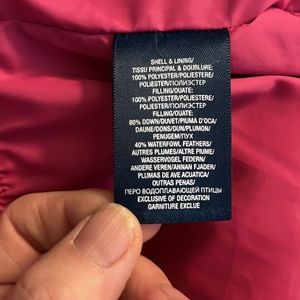 SHELL & LINING/
TISSU PRINCIPAL & DOUBLURE:
100% POLYESTER/POLIESTERE/
POLIESTER/ПОЛИЭСТЕР
FILLING/OUATE:
100% POLYESTER/POLIESTERE/
POLIESTER/ПОЛИЭСТЕР
FILLING/OUATE:
60% DOWN/DUVET/PIUMA D'OCA/
DAUNE/DONS/DUN/PLUMON/
PENUGEM/ПУХ
40% WATERFOWL FEATHERS/
AUTRES PLUMES/ALTRE PIUME/
WASSERVOGEL FEDERN/
ANDERE VEREN/ANNAN FJADER/
PLUMAS DE AVE ACUATICA/
OUTRAS PENAS/
ПЕРО ВОДОПЛАВАЮЩЕЙ ПТИЦЫ
EXCLUSIVE OF DECORATION
GARNITURE EXCLUE